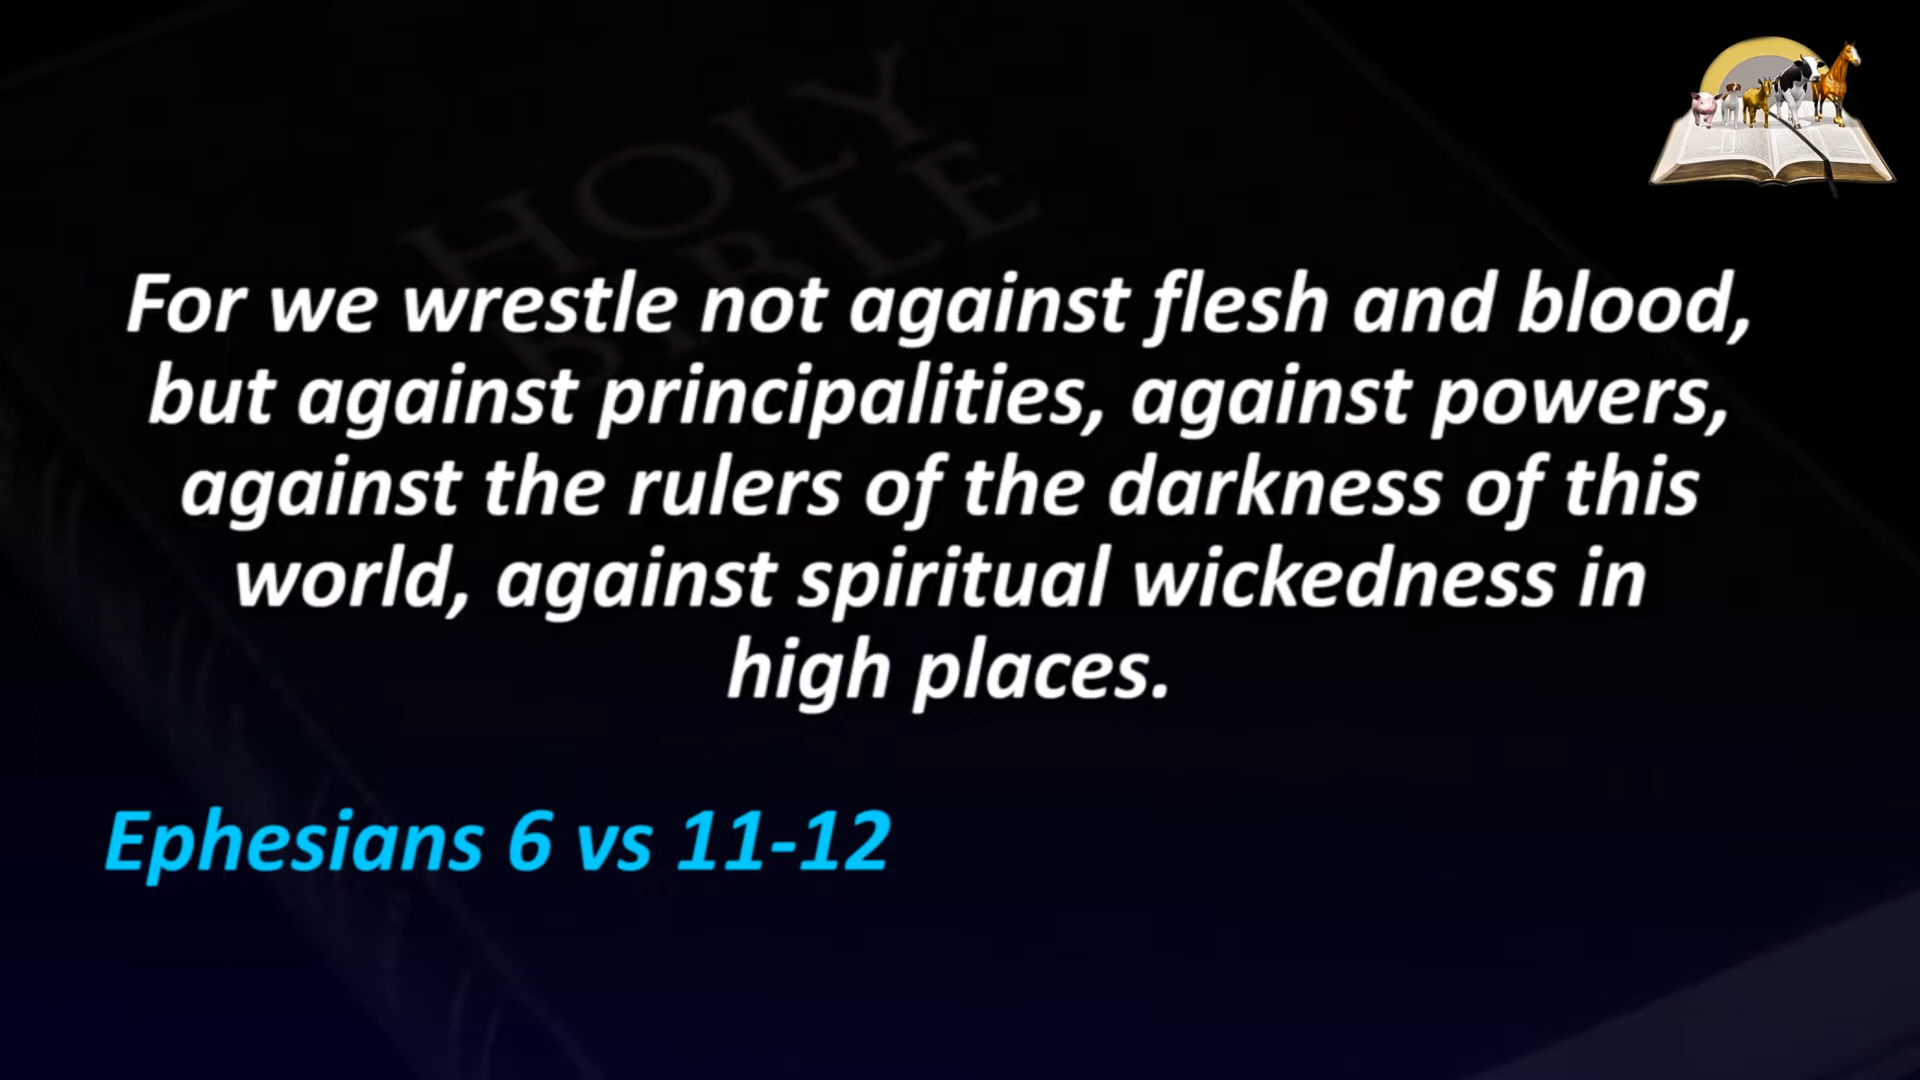 HOLY
BIBLE
For we wrestle not against flesh and blood,
but against principalities, against powers,
against the rulers of the darkness of this
world, against spiritual wickedness in
high places.
Ephesians 6 vs 11-12